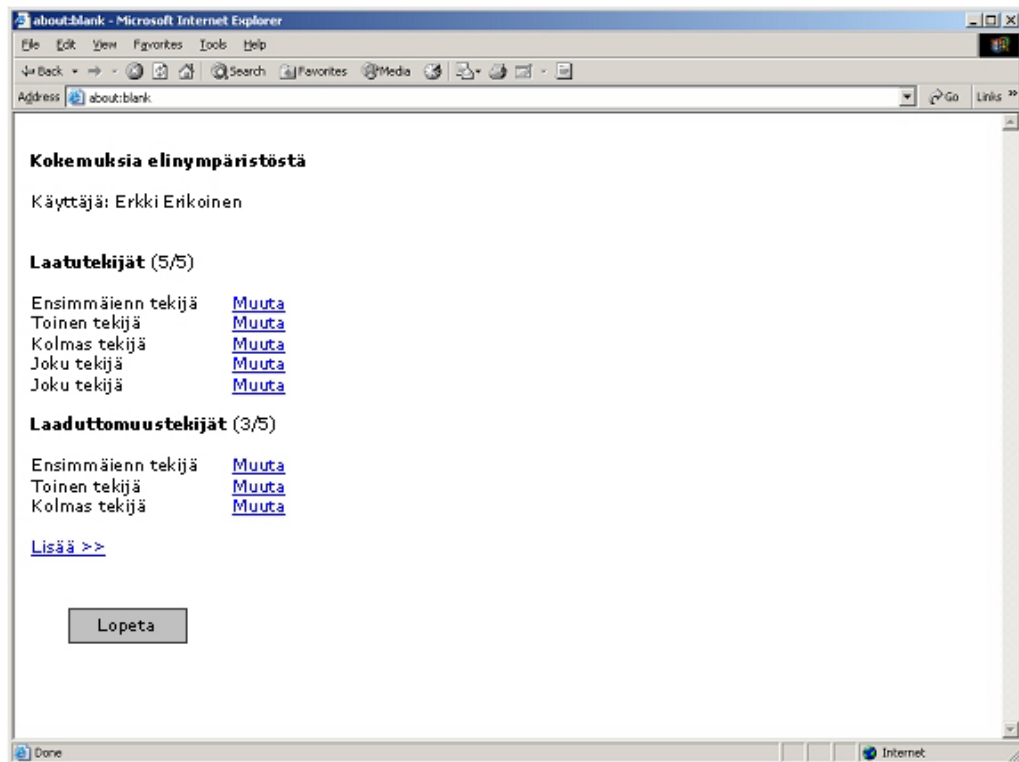 about:blank - Microsoft Internet Explorer
File Edit View Favorites Tools Help
Back Search Favorites Media
Address about:blank Go Links »
Kokemuksia elinympäristöstä
Käyttäjä: Erkki Erikoinen
Laatutekijät (5/5)
Ensimmäienn tekijä Muuta
Toinen tekijä Muuta
Kolmas tekijä Muuta
Joku tekijä Muuta
Joku tekijä Muuta
Laaduttomuustekijät (3/5)
Ensimmäienn tekijä Muuta
Toinen tekijä Muuta
Kolmas tekijä Muuta
Lisää >>
Lopeta
Done Internet